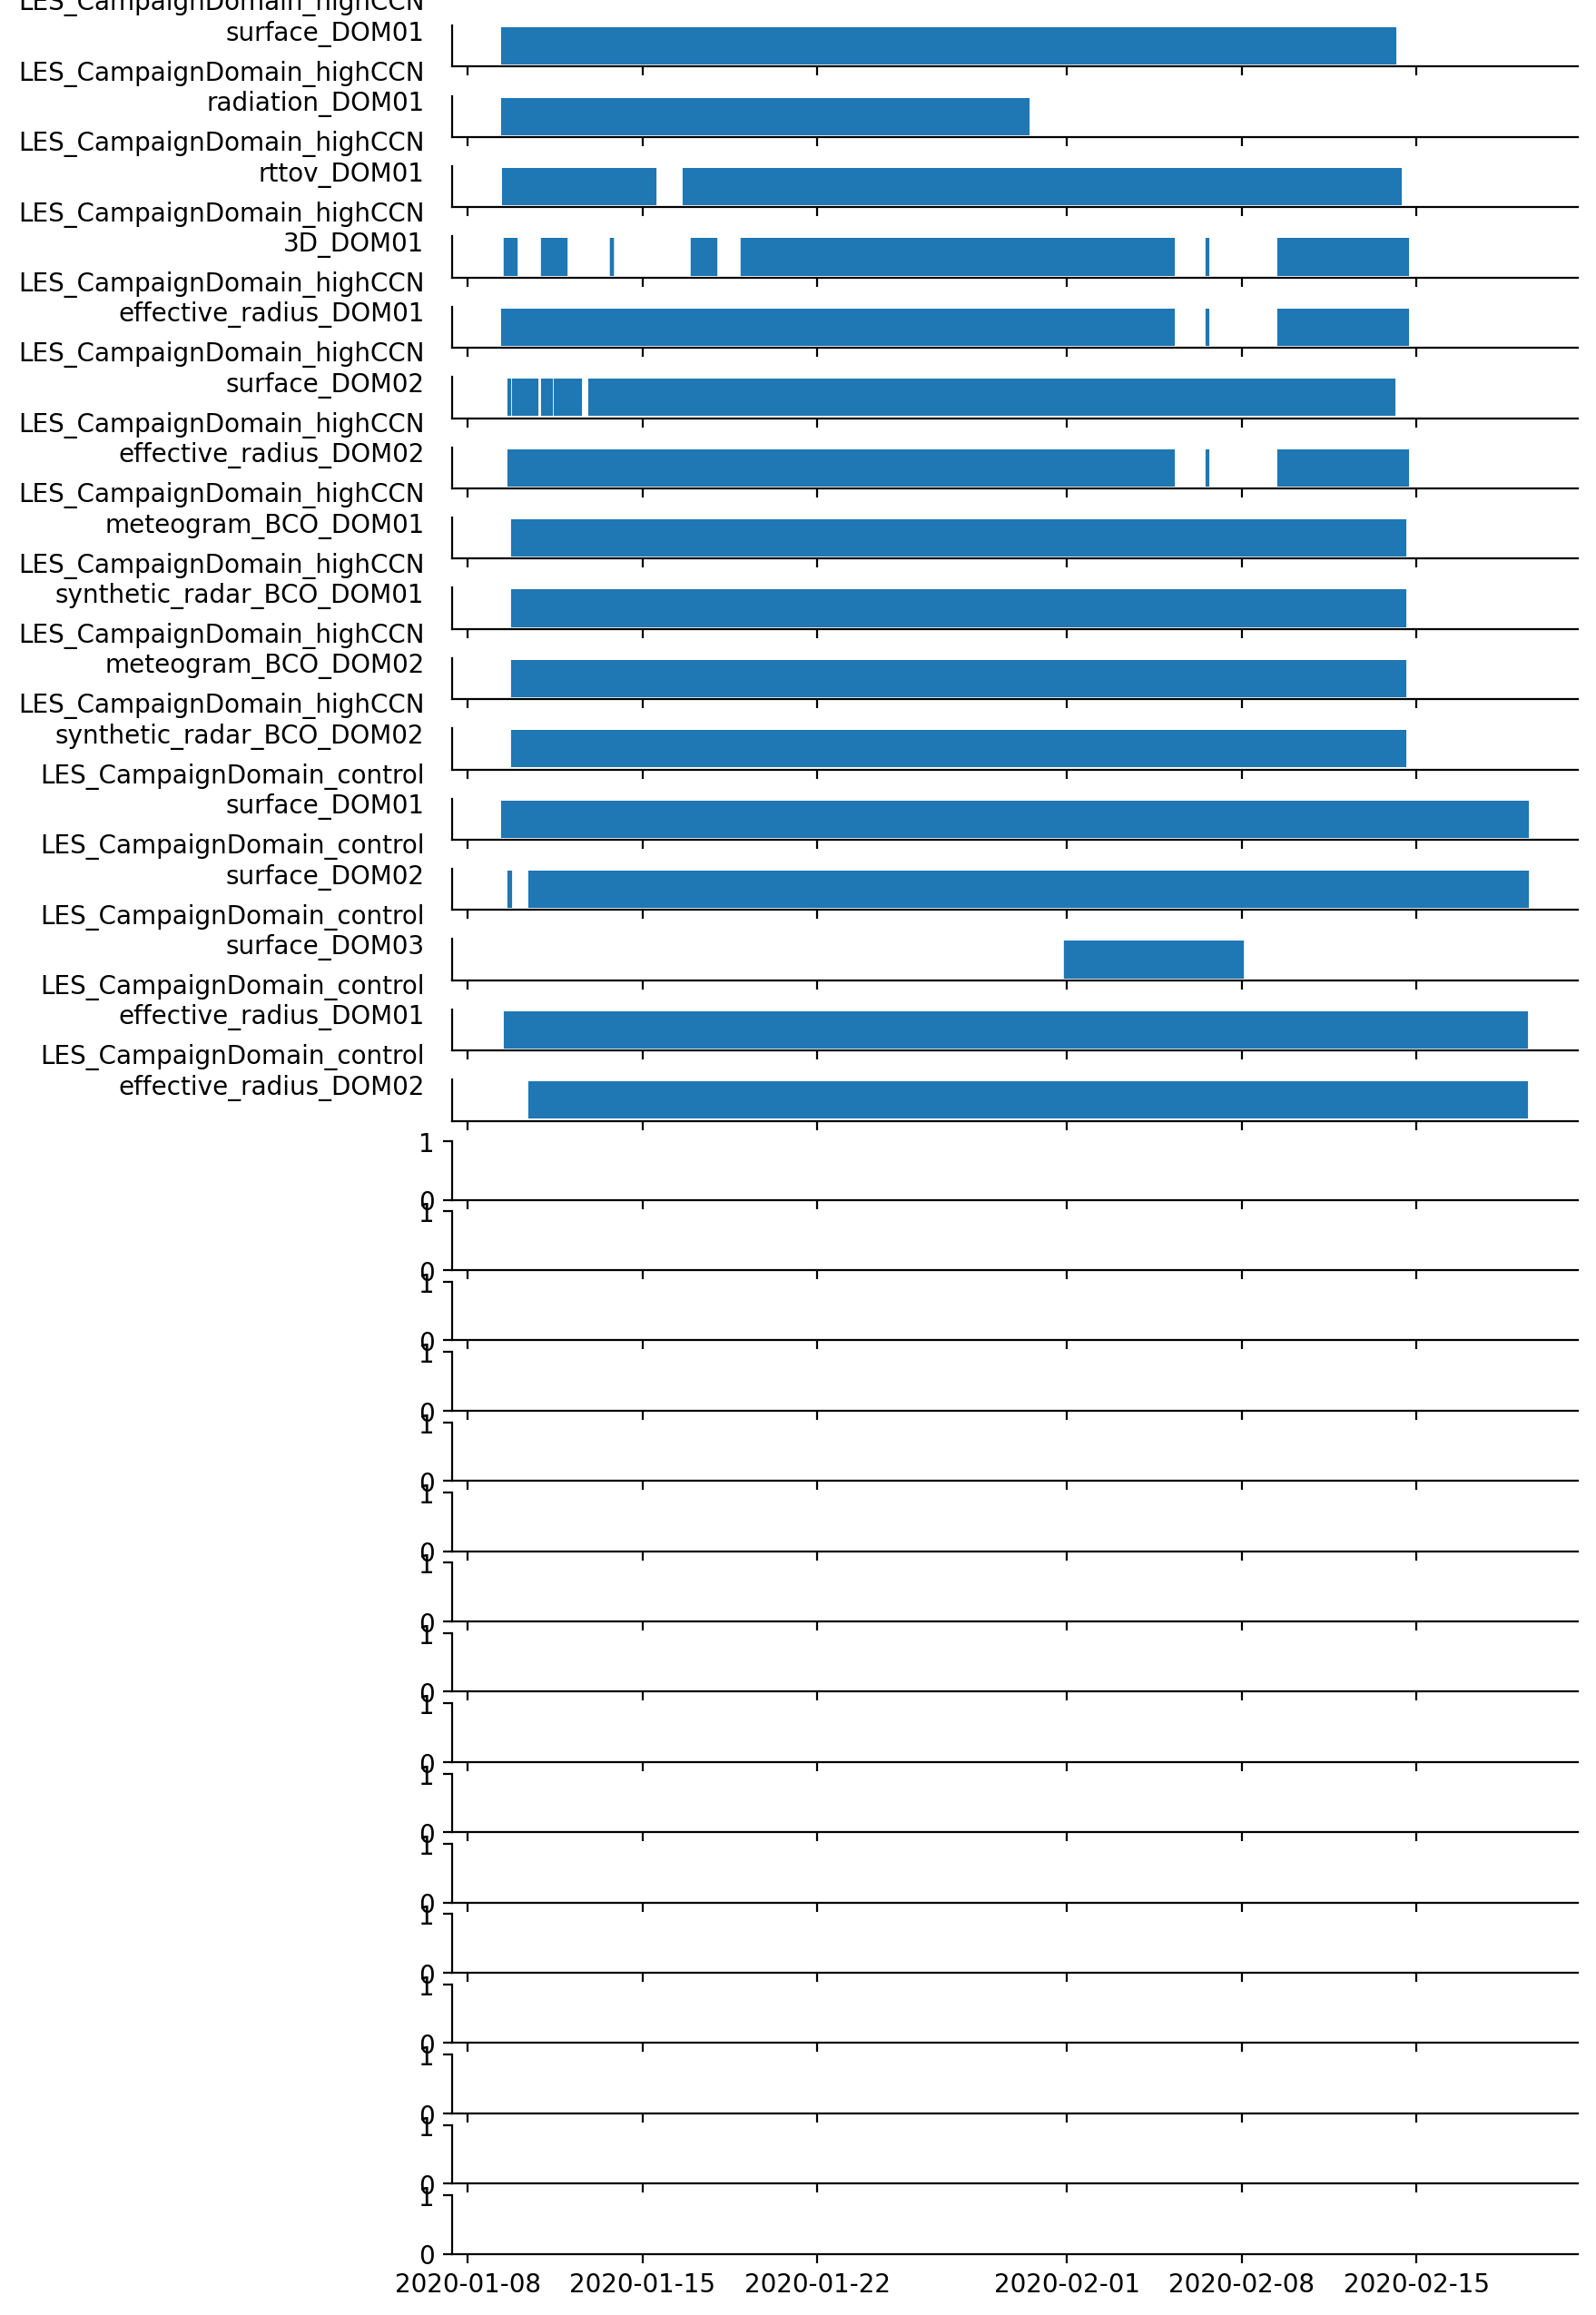 LES_CampaignDomain_highCCN
surface_DOM01
LES_CampaignDomain_highCCN
radiation_DOM01
LES_CampaignDomain_highCCN
rttov_DOM01
LES_CampaignDomain_highCCN
3D_DOM01
LES_CampaignDomain_highCCN
effective_radius_DOM01
LES_CampaignDomain_highCCN
surface_DOM02
LES_CampaignDomain_highCCN
effective_radius_DOM02
LES_CampaignDomain_highCCN
meteogram_BCO_DOM01
LES_CampaignDomain_highCCN
synthetic_radar_BCO_DOM01
LES_CampaignDomain_highCCN
meteogram_BCO_DOM02
LES_CampaignDomain_highCCN
synthetic_radar_BCO_DOM02
LES_CampaignDomain_control
surface_DOM01
LES_CampaignDomain_control
surface_DOM02
LES_CampaignDomain_control
surface_DOM03
LES_CampaignDomain_control
effective_radius_DOM01
LES_CampaignDomain_control
effective_radius_DOM02
1
0
1
0
1
0
1
0
1
0
1
0
1
0
1
0
1
0
1
0
1
0
1
0
1
0
1
0
1
0
1
0
2020-01-08 2020-01-15 2020-01-22 2020-02-01 2020-02-08 2020-02-15